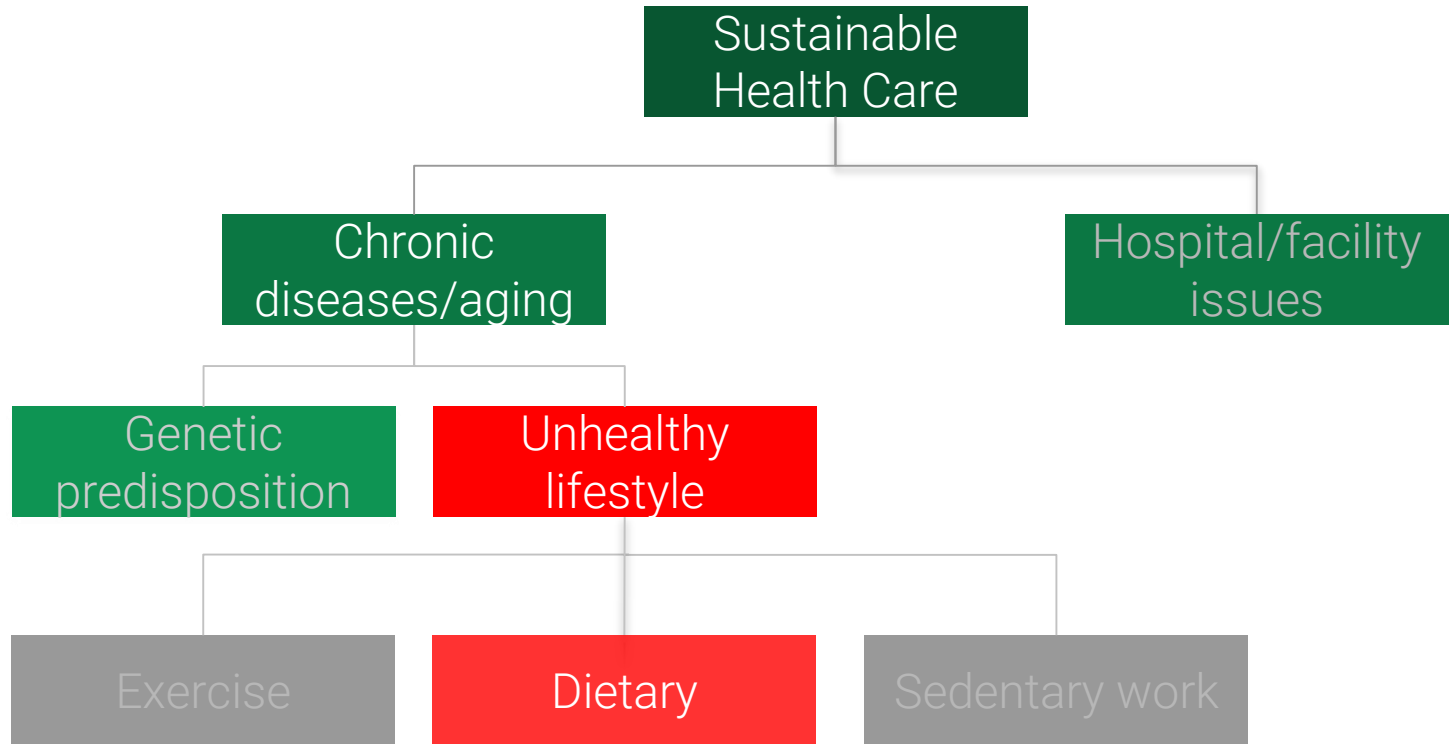 Sustainable
Health Care
Chronic
diseases/aging
Hospital/facility
issues
Genetic
predisposition
Unhealthy
lifestyle
Exercise
Dietary
Sedentary work